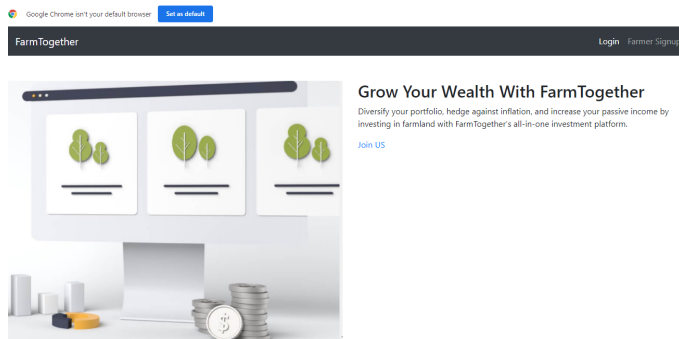 Google Chrome isn't your default browser Set as default
FarmTogether Login Farmer Signup
Grow Your Wealth With FarmTogether
Diversify your portfolio, hedge against inflation, and increase your passive income by
investing in farmland with FarmTogether's all-in-one investment platform.
Join US
$